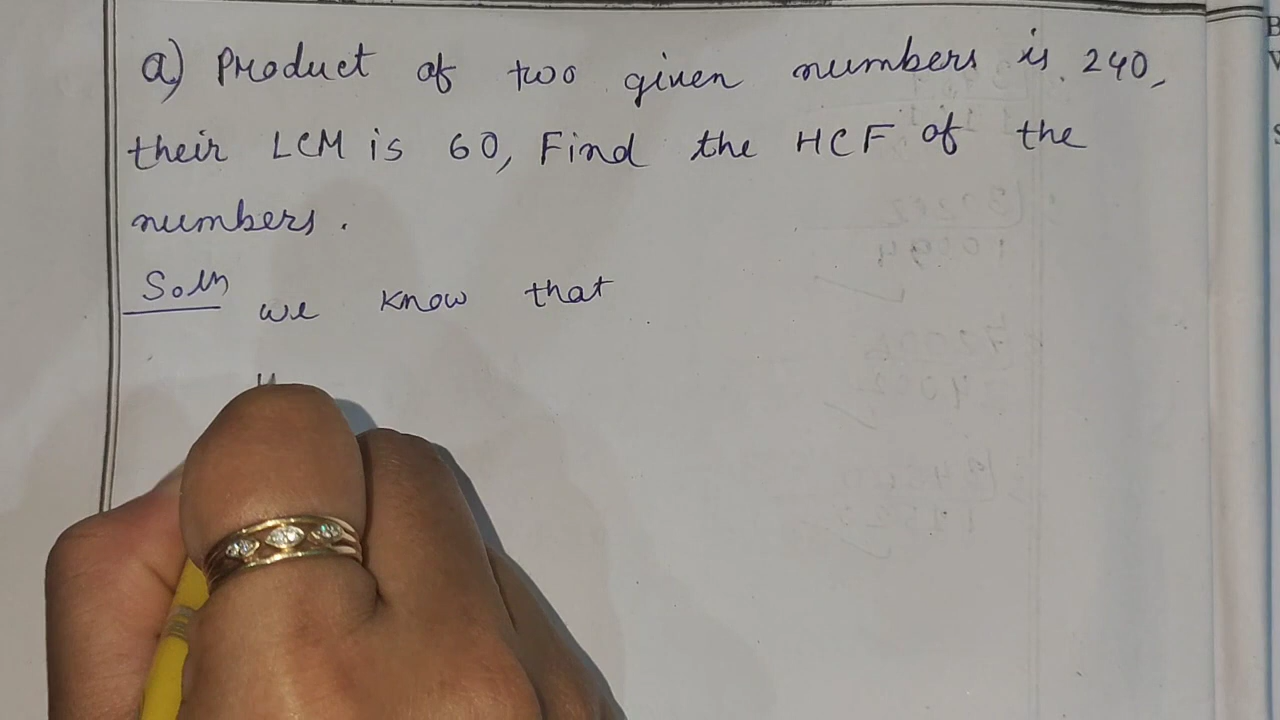 a) Product of two given numbers is 240,
their LCM is 60, Find the HCF of the
numbers.
Soln
we know that